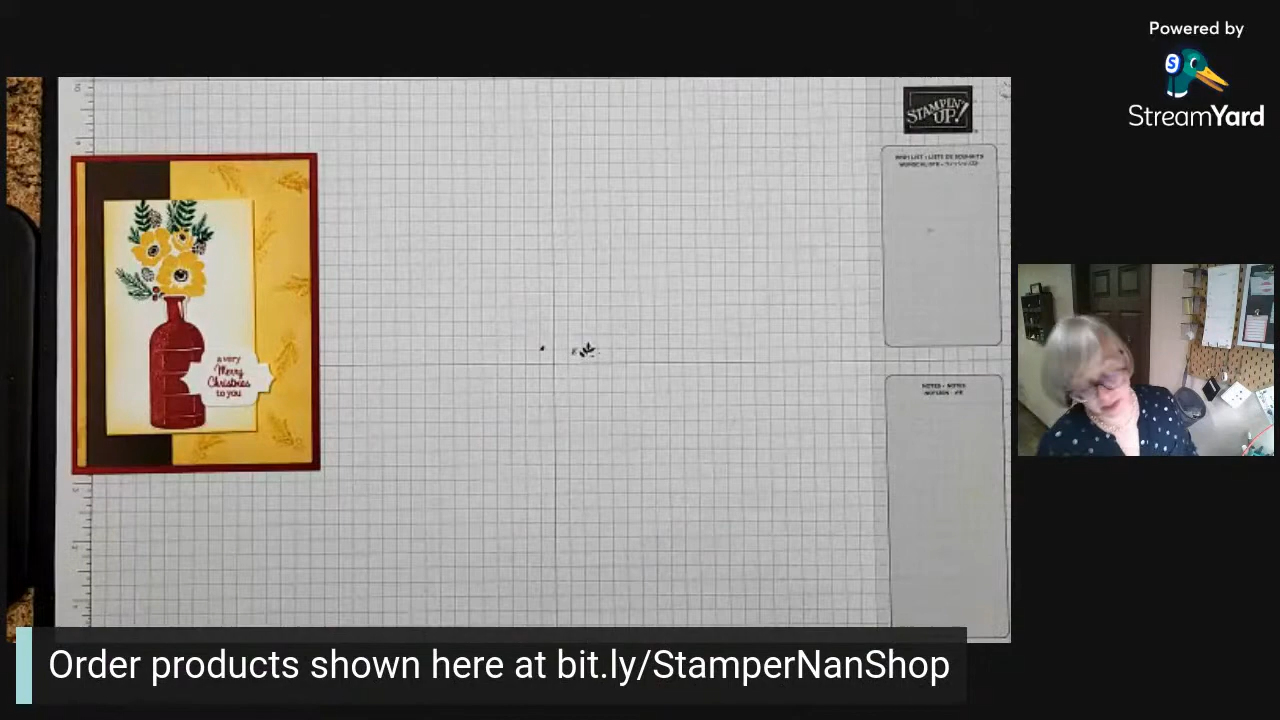 Powered by
StreamYard
STAMPIN' UP!
a very
Merry
Christmas
to you
Order products shown here at bit.ly/StamperNanShop